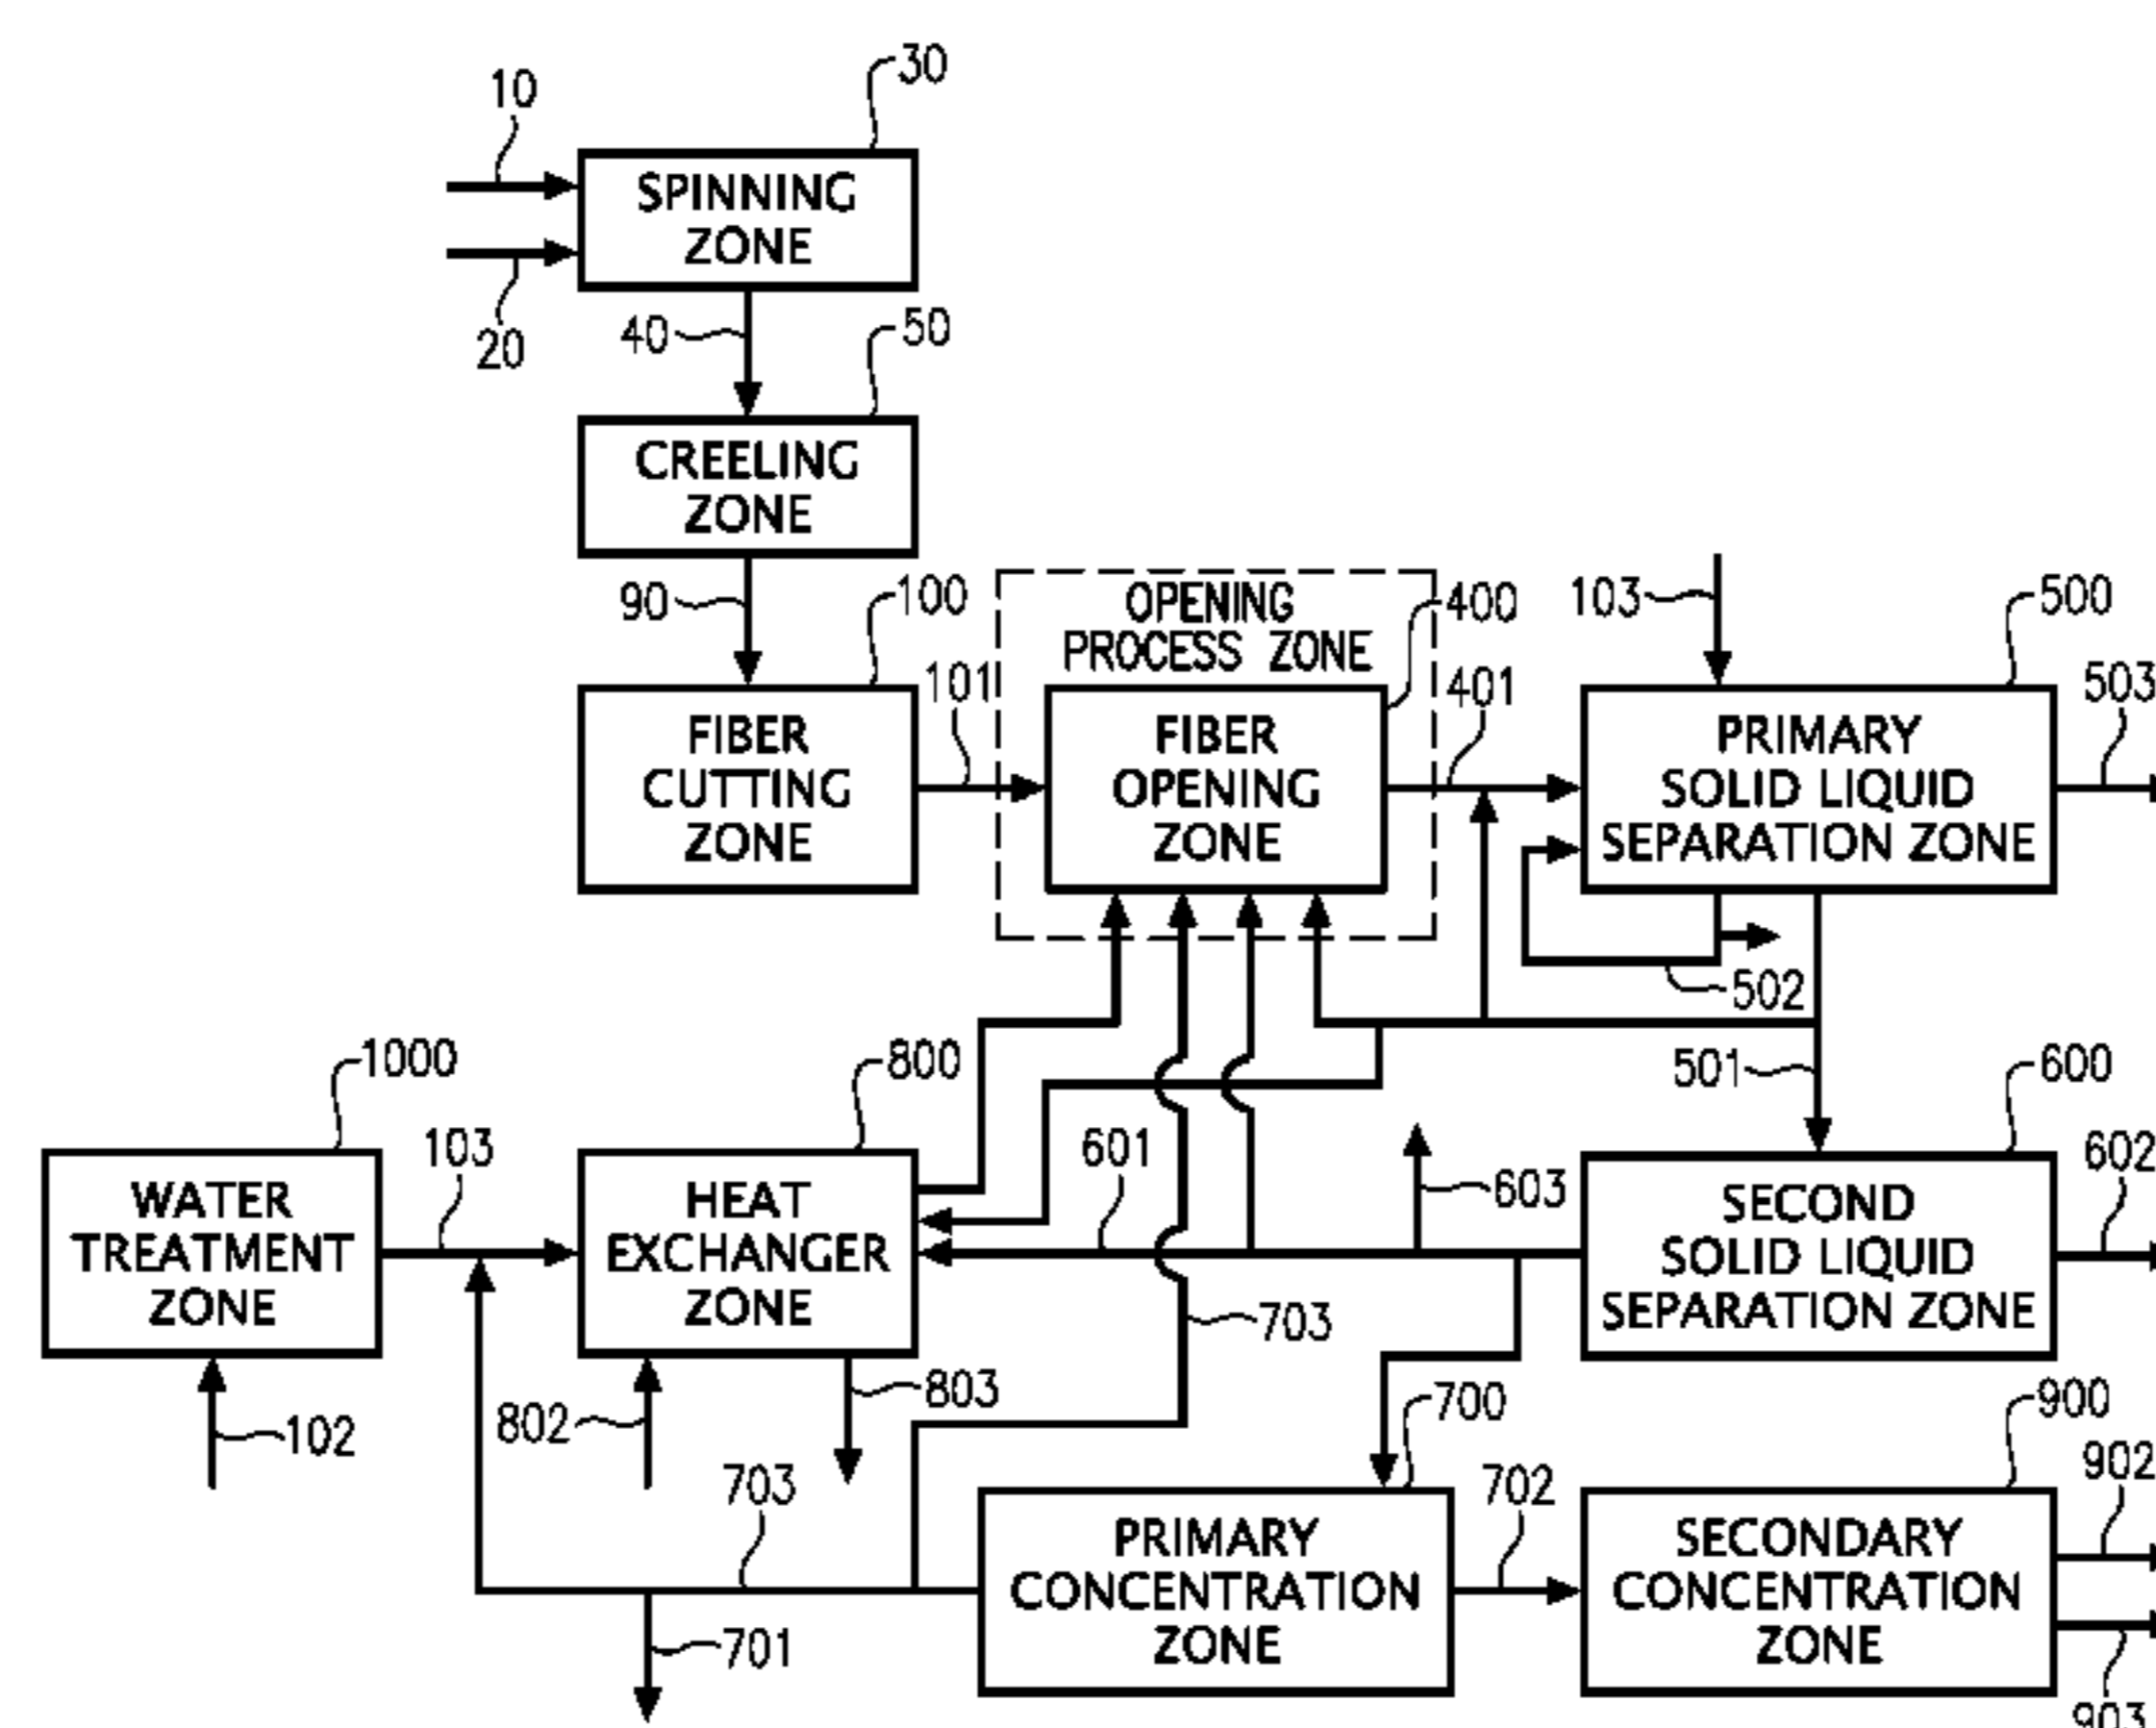 10
30
SPINNING
ZONE
20
40
50
CREELING
ZONE
90
100
101
OPENING
PROCESS ZONE
400
401
103
500
503
FIBER
CUTTING
ZONE
FIBER
OPENING
ZONE
PRIMARY
SOLID LIQUID
SEPARATION ZONE
502
501
1000
103
800
601
603
600
602
WATER
TREATMENT
ZONE
HEAT
EXCHANGER
ZONE
SECOND
SOLID LIQUID
SEPARATION ZONE
703
102
802
803
700
900
703
702
902
PRIMARY
CONCENTRATION
ZONE
SECONDARY
CONCENTRATION
ZONE
701
903